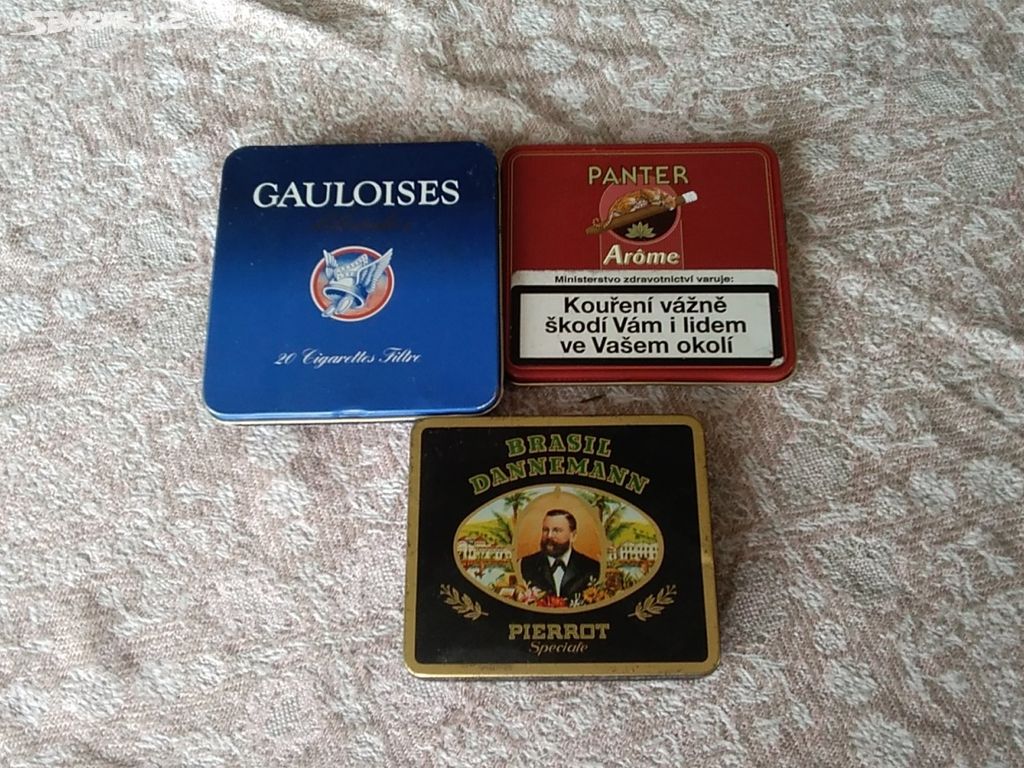 SBAZAR.CZ
GAULOISES
20 Cigarettes Filtre
PANTER
Arôme
Ministerstvo zdravotnictví varuje:
Kouření vážně
škodí Vám i lidem
ve Vašem okolí
BRASIL
DANNEMANN
PIERROT
Speciale